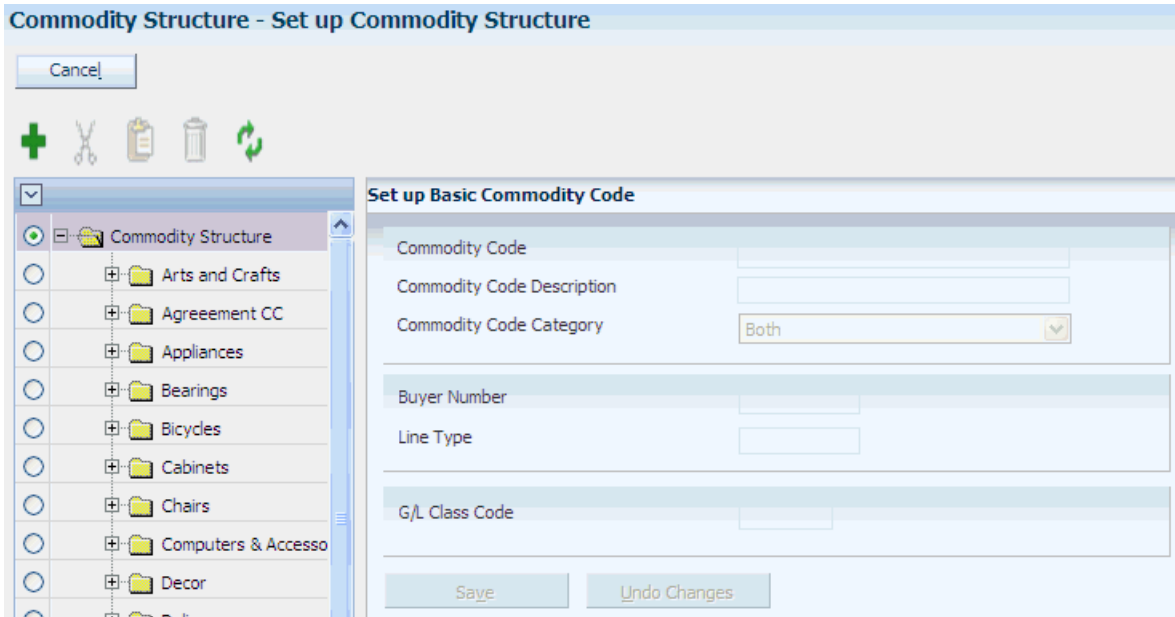 Commodity Structure - Set up Commodity Structure
Cancel
Set up Basic Commodity Code
Commodity Structure
Arts and Crafts
Agreeement CC
Appliances
Bearings
Bicycles
Cabinets
Chairs
Computers & Accesso
Decor
Commodity Code
Commodity Code Description
Commodity Code Category
Both
Buyer Number
Line Type
G/L Class Code
Save
Undo Changes